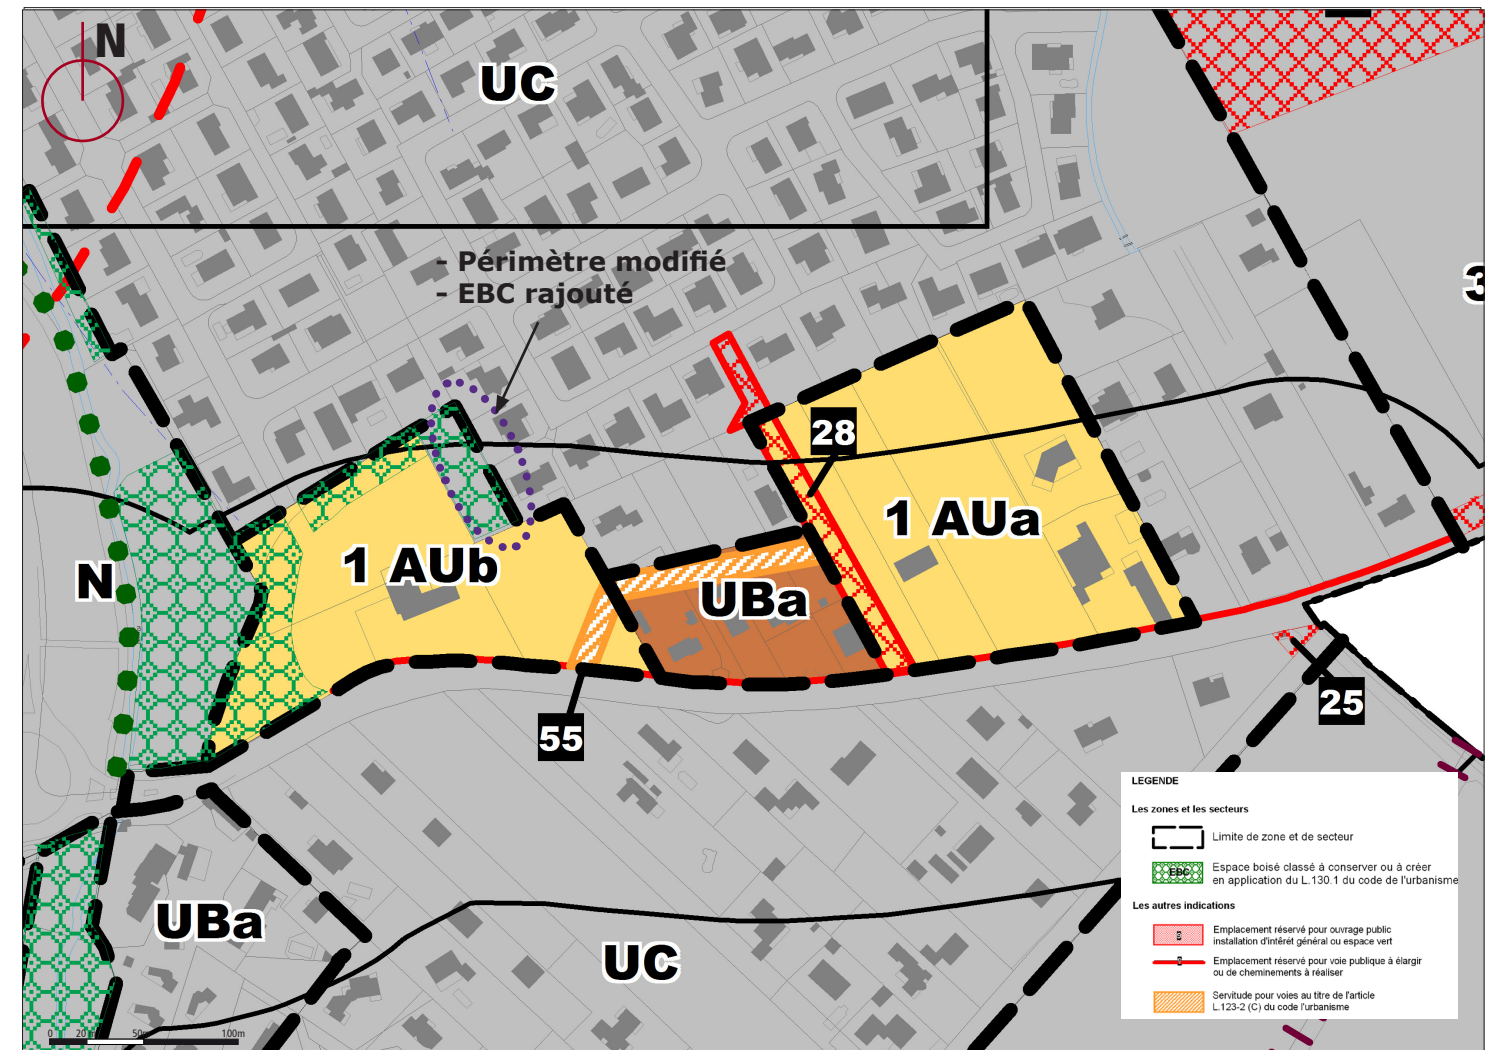 N
UC
- Périmètre modifié
- EBC rajouté
3
28
1 AUa
1 AUb
N
UBa
25
55
UBa
UC
LEGENDE
Les zones et les secteurs
Limite de zone et de secteur
EBC
Espace boisé classé à conserver ou à créer
en application du L.130.1 du code de l'urbanisme
Les autres indications
Emplacement réservé pour ouvrage public
installation d'intérêt général ou espace vert
Emplacement réservé pour voie publique à élargir
ou de cheminements à réaliser
Servitude pour voies au titre de l'article
L.123-2 (C) du code l'urbanisme
0 20 50 100m